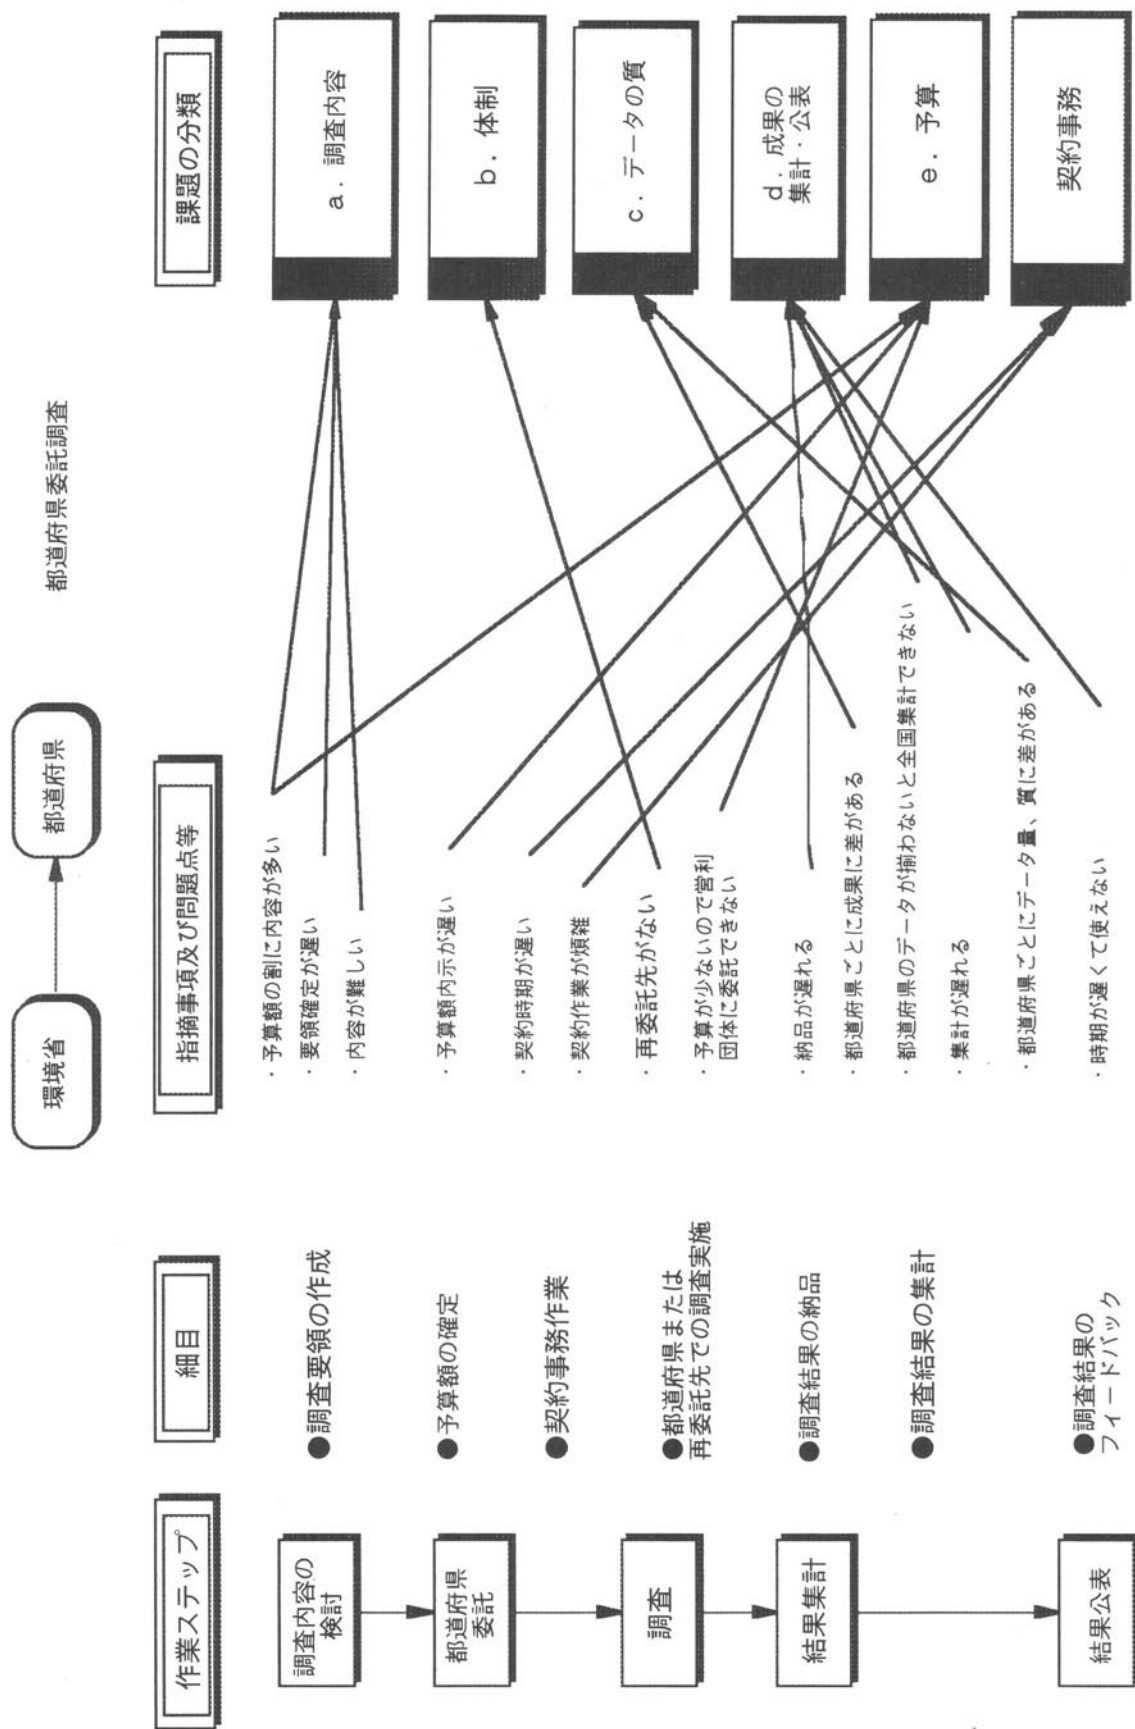 環境省
都道府県
都道府県委託調査
作業ステップ
細目
指摘事項及び問題点等
課題の分類
調査内容の
検討
●調査要領の作成
・予算額の割に内容が多い
・要領確定が遅い
・内容が難しい
a．調査内容
都道府県
委託
●予算額の確定
・予算額内示が遅い
b．体制
●契約事務作業
・契約時期が遅い
・契約作業が煩雑
c．データの質
調査
●都道府県または
再委託先での調査実施
・再委託先がない
・予算が少ないので営利
団体に委託できない
d．成果の
集計・公表
結果集計
●調査結果の納品
・納品が遅れる
・都道府県ごとに成果に差がある
e．予算
●調査結果の集計
・都道府県のデータが揃わないと全国集計できない
・集計が遅れる
・都道府県ごとにデータ量、質に差がある
契約事務
結果公表
●調査結果の
フィードバック
・時期が遅くて使えない